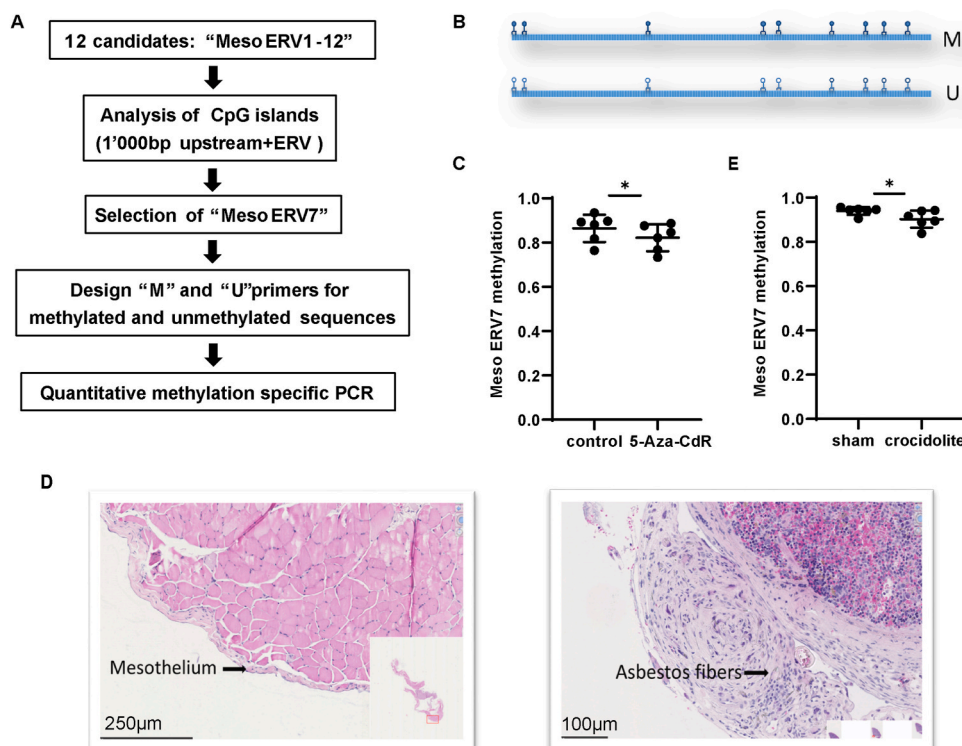 A
12 candidates: “Meso ERV1-12”
Analysis of CpG islands
(1'000bp upstream+ERV )
Selection of “Meso ERV7”
Design “M” and “U”primers for
methylated and unmethylated sequences
Quantitative methylation specific PCR
B
M
U
C
*
Meso ERV7 methylation
1.0
0.8
0.6
0.4
0.2
0.0
control 5-Aza-CdR
E
*
Meso ERV7 methylation
1.0
0.8
0.6
0.4
0.2
0.0
sham crocidolite
D
Mesothelium
250µm
Asbestos fibers
100µm